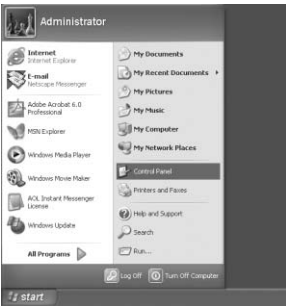 Administrator
Internet
Internet Explorer
E-mail
Netscape Messenger
Adobe Acrobat 6.0
Professional
MSN Explorer
Windows Media Player
Windows Movie Maker
AOL Instant Messenger
License
Windows Update
All Programs
My Documents
My Recent Documents
My Pictures
My Music
My Computer
My Network Places
Control Panel
Printers and Faxes
Help and Support
Search
Run...
Log Off
Turn Off Computer
start